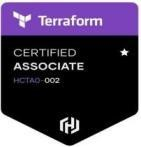 Terraform
CERTIFIED
ASSOCIATE
HCTA0-002